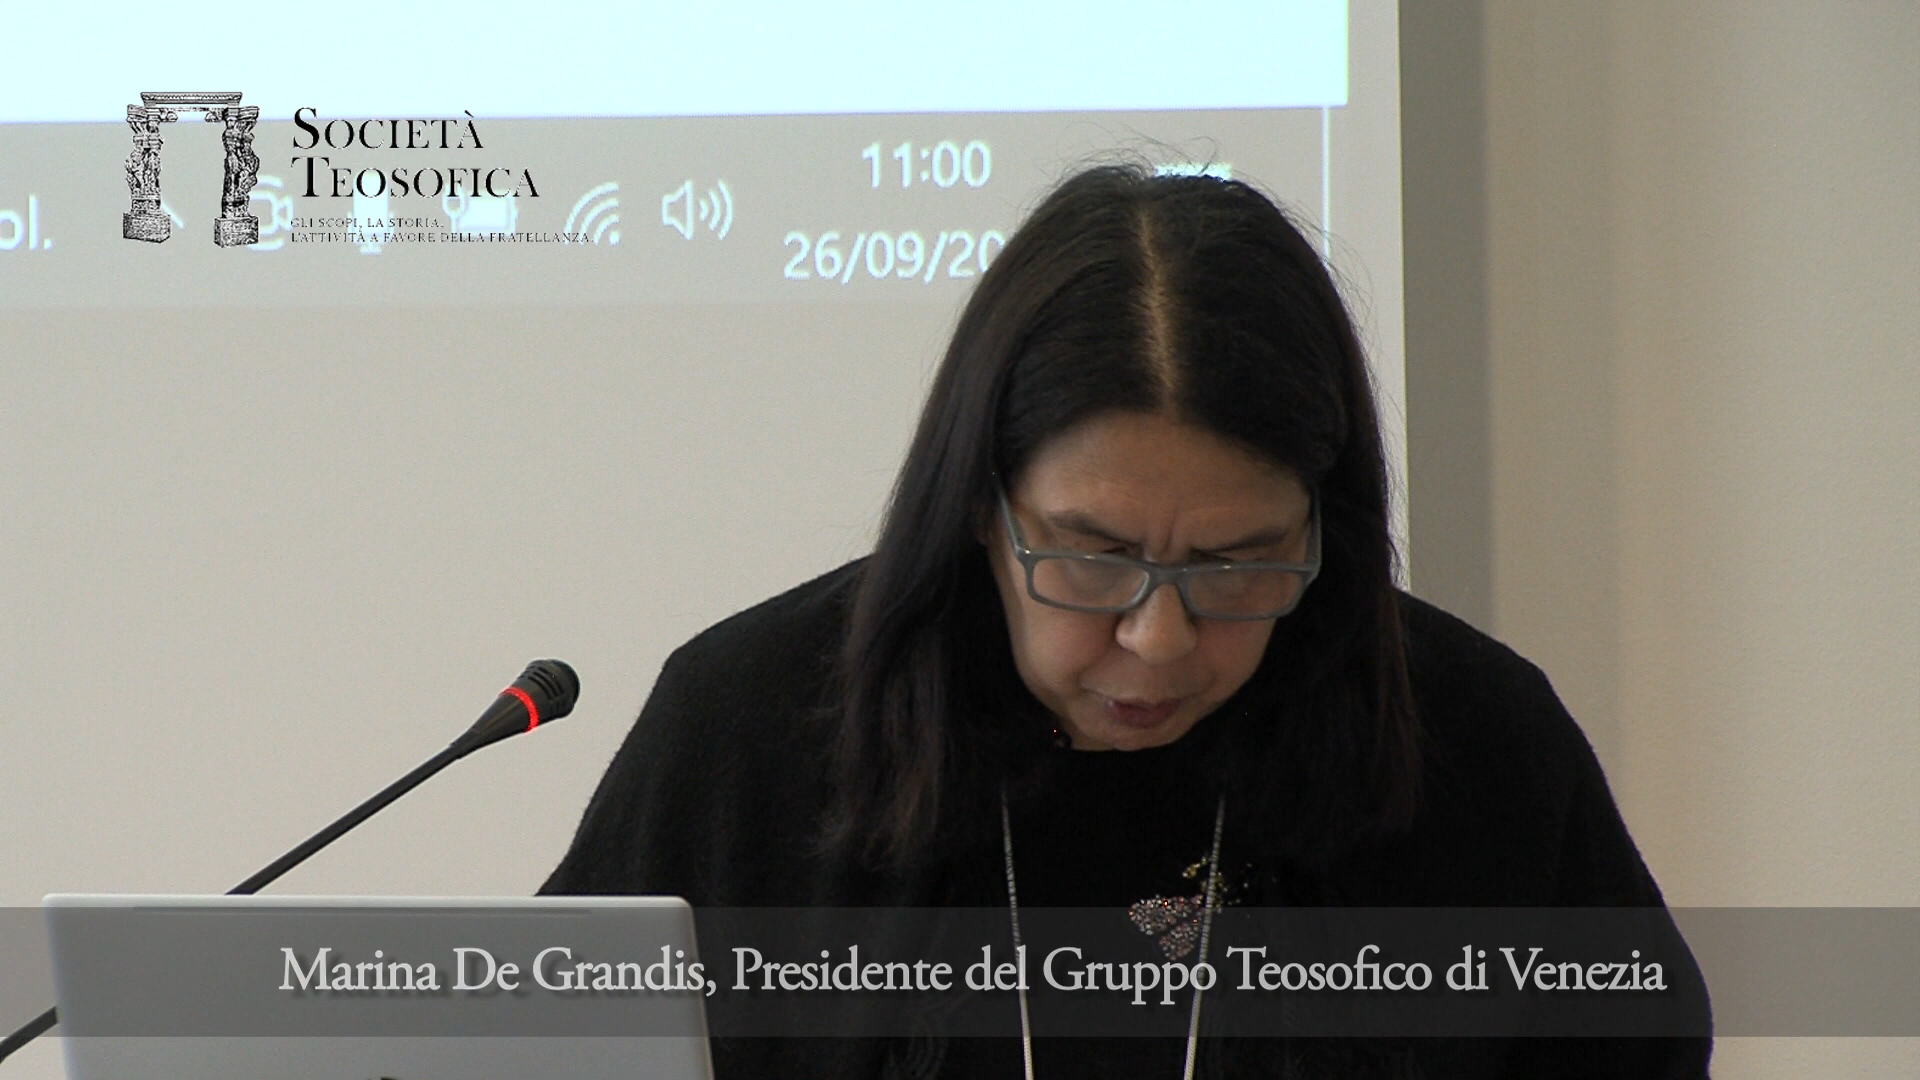 SOCIETÀ
TEOSOFICA
GLI SCOPI, LA STORIA,
L'ATTIVITÀ A FAVORE DELLA FRATELLANZA.
11:00
26/09/20
ol.
Marina De Grandis, Presidente del Gruppo Teosofico di Venezia